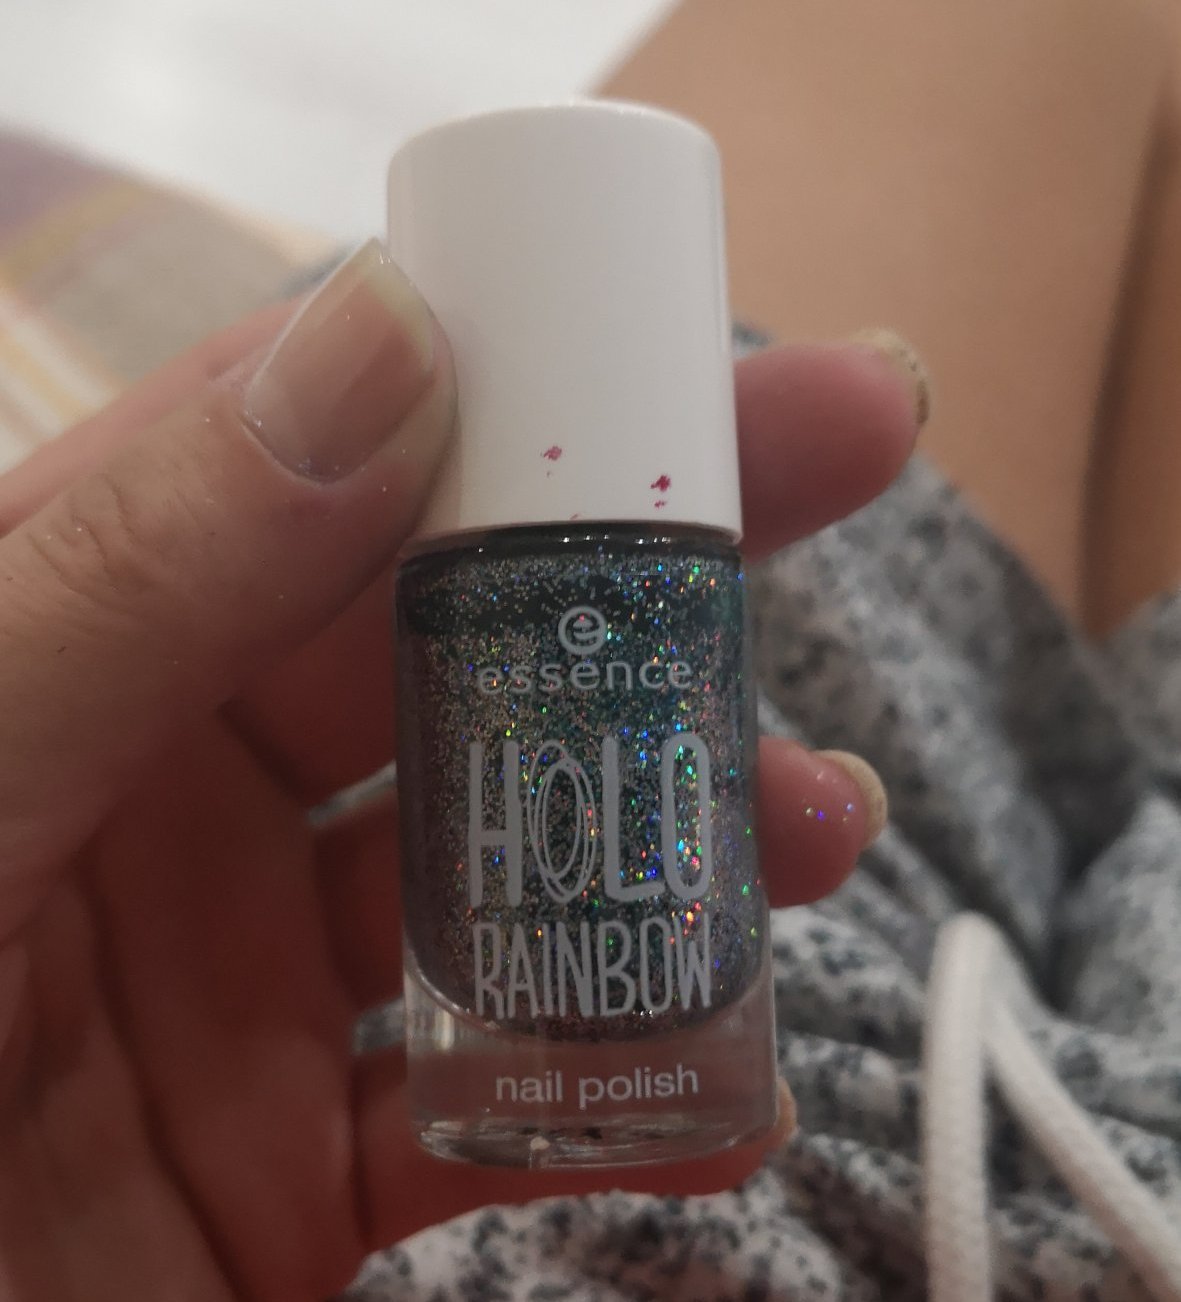 essence
HOLO
RAINBOW
nail polish